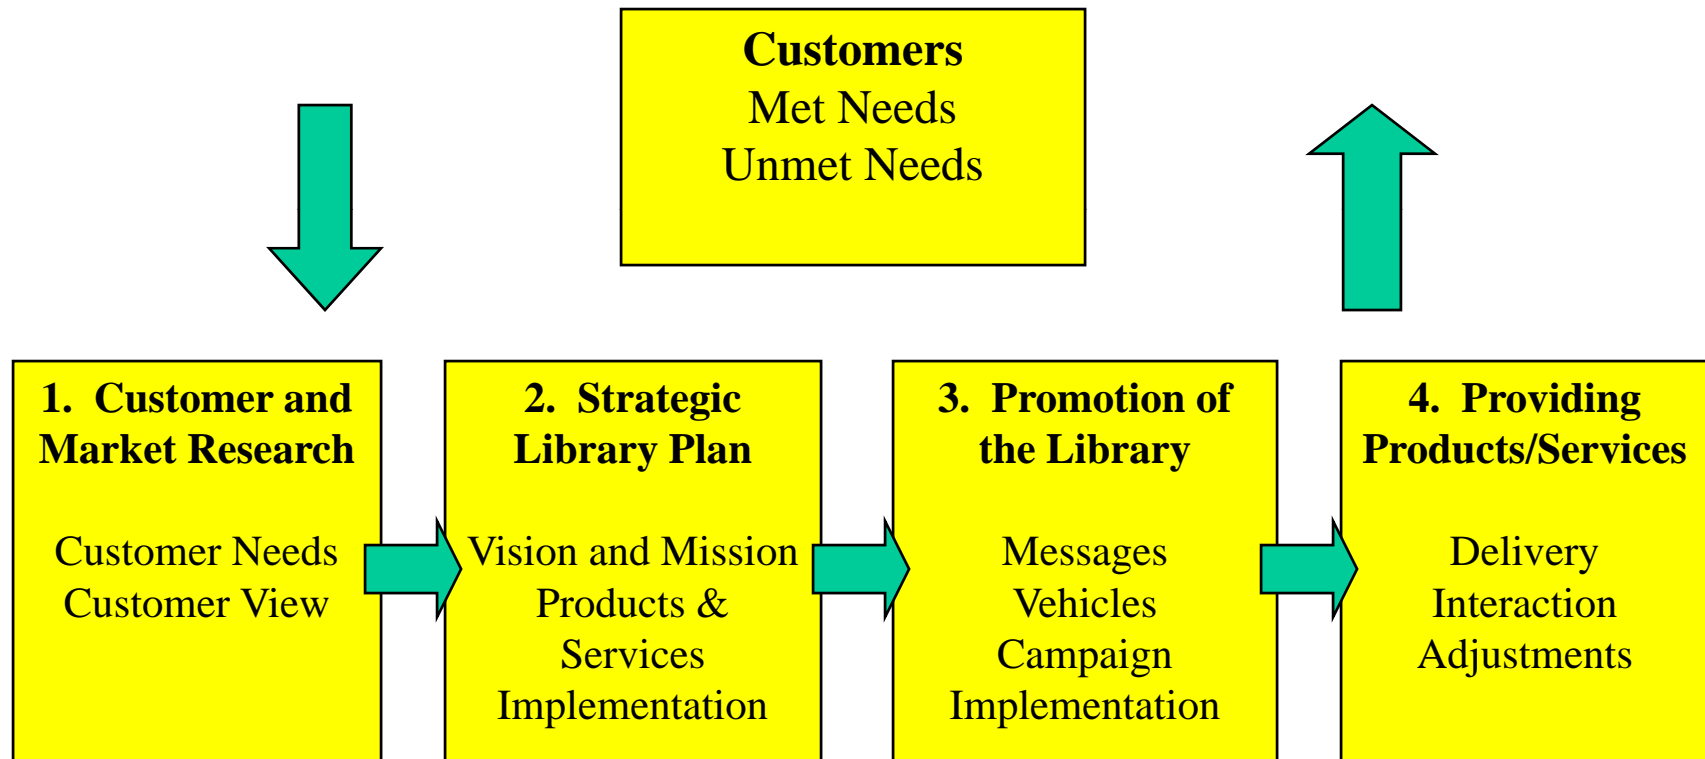 Customers
Met Needs
Unmet Needs
1. Customer and
Market Research
Customer Needs
Customer View
2. Strategic
Library Plan
Vision and Mission
Products &
Services
Implementation
3. Promotion of
the Library
Messages
Vehicles
Campaign
Implementation
4. Providing
Products/Services
Delivery
Interaction
Adjustments